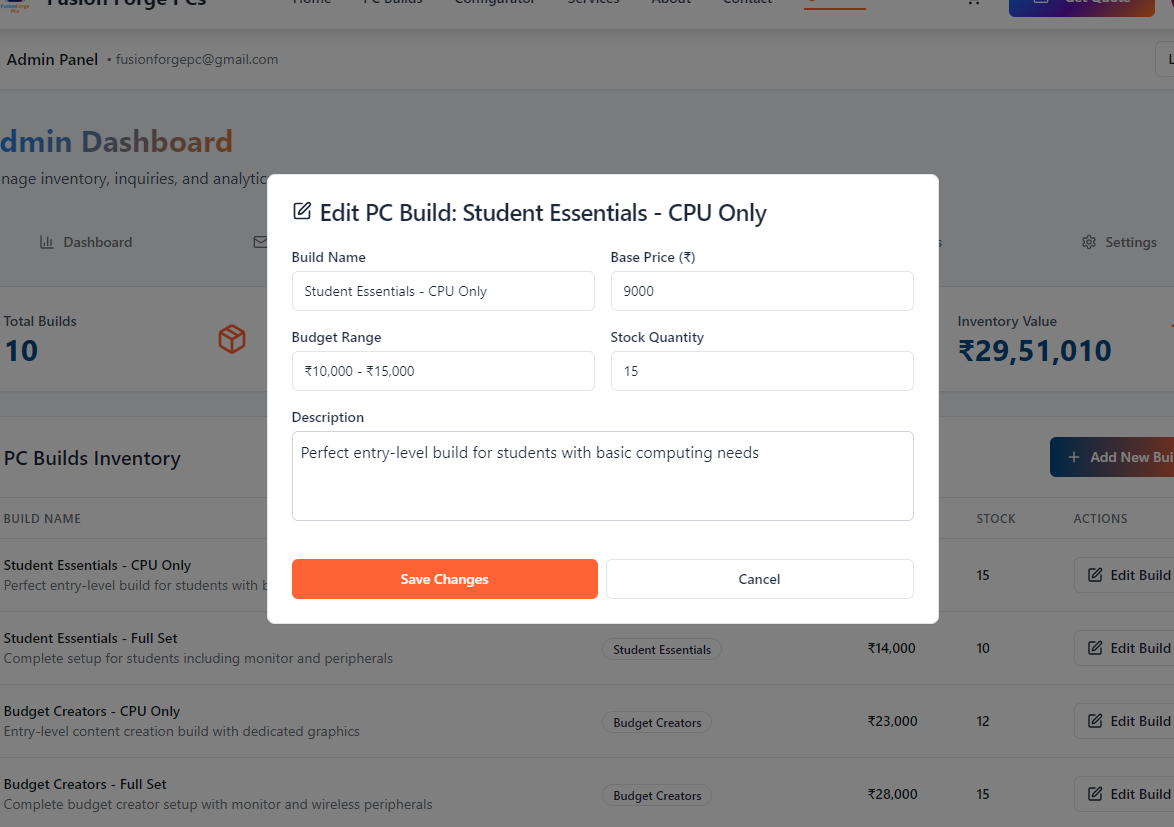 Fusion Forge PCs
Home PC Builds Configurator Services About Contact Get Quote
Admin Panel • fusionforgepc@gmail.com
dmin Dashboard
nage inventory, inquiries, and analytic
Dashboard
Settings
Edit PC Build: Student Essentials - CPU Only
Build Name
Base Price (₹)
Student Essentials - CPU Only
9000
Budget Range
Stock Quantity
₹10,000 - ₹15,000
15
Description
Perfect entry-level build for students with basic computing needs
Save Changes
Cancel
Total Builds
10
Inventory Value
₹29,51,010
PC Builds Inventory
Add New Bui
BUILD NAME STOCK ACTIONS
Student Essentials - CPU Only
Perfect entry-level build for students with b
15 Edit Build
Student Essentials - Full Set
Complete setup for students including monitor and peripherals
Student Essentials ₹14,000 10 Edit Build
Budget Creators - CPU Only
Entry-level content creation build with dedicated graphics
Budget Creators ₹23,000 12 Edit Build
Budget Creators - Full Set
Complete budget creator setup with monitor and wireless peripherals
Budget Creators ₹28,000 15 Edit Build